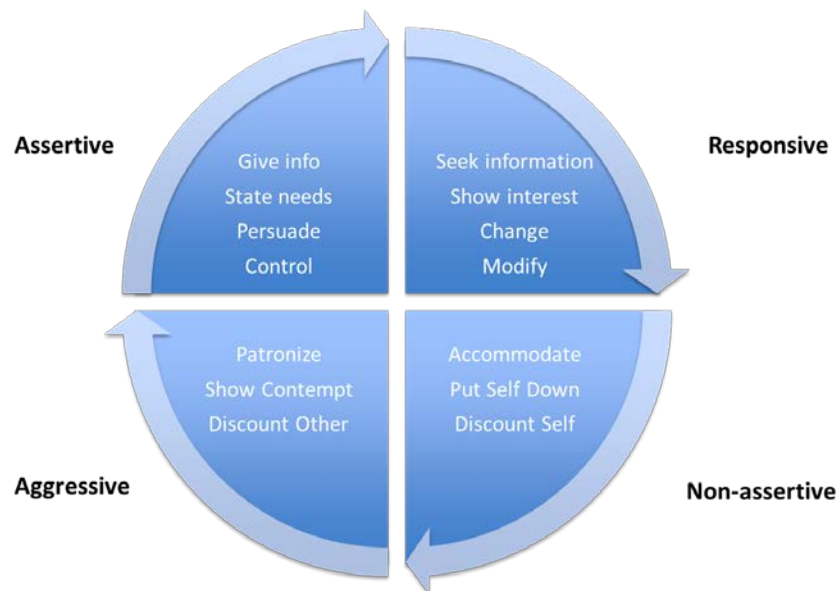 Assertive
Give info
State needs
Persuade
Control
Seek information
Show interest
Change
Modify
Responsive
Patronize
Show Contempt
Discount Other
Aggressive
Accommodate
Put Self Down
Discount Self
Non-assertive